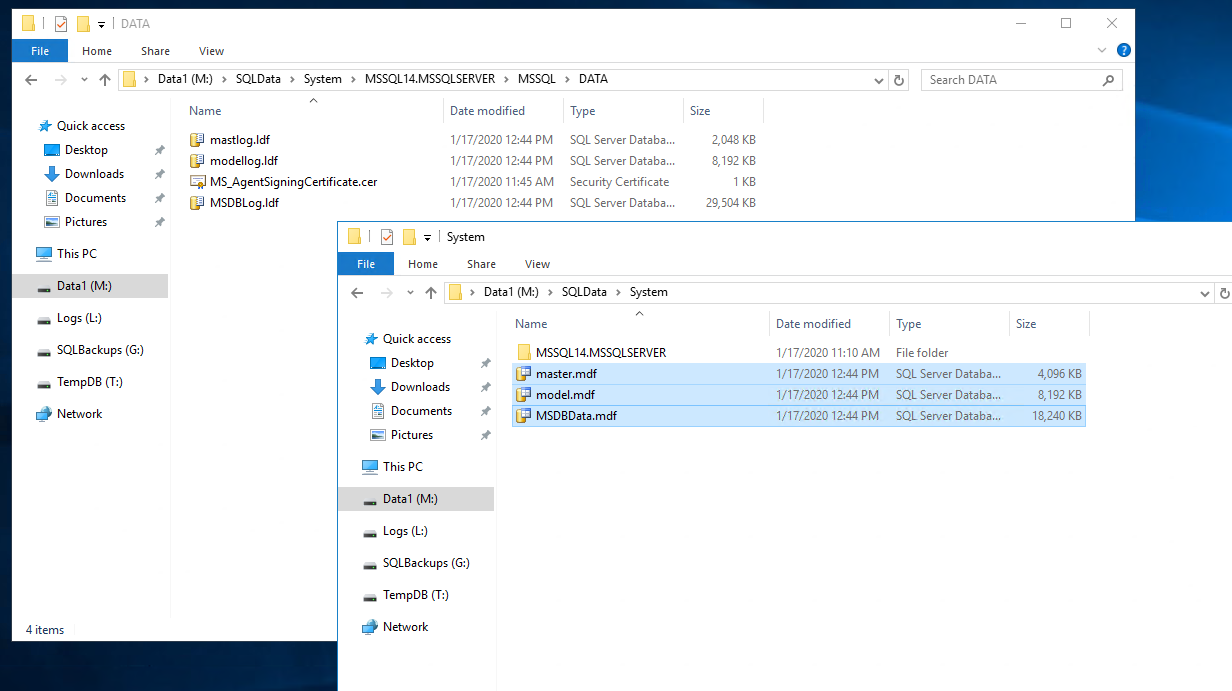 DATA
File Home Share View
Data1 (M:) > SQLData > System > MSSQL14.MSSQLSERVER > MSSQL > DATA
Search DATA
Name Date modified Type Size
Quick access
Desktop
Downloads
Documents
Pictures
This PC
Data1 (M:)
Logs (L:)
SQLBackups (G:)
TempDB (T:)
Network
mastlog.ldf 1/17/2020 12:44 PM SQL Server Databa... 2,048 KB
modellog.ldf 1/17/2020 12:44 PM SQL Server Databa... 8,192 KB
MS_AgentSigningCertificate.cer 1/17/2020 11:45 AM Security Certificate 1 KB
MSDBLog.ldf 1/17/2020 12:44 PM SQL Server Databa... 29,504 KB
4 items
System
File Home Share View
Data1 (M:) > SQLData > System
Name Date modified Type Size
Quick access
Desktop
Downloads
Documents
Pictures
This PC
Data1 (M:)
Logs (L:)
SQLBackups (G:)
TempDB (T:)
Network
MSSQL14.MSSQLSERVER 1/17/2020 11:10 AM File folder
master.mdf 1/17/2020 12:44 PM SQL Server Databa... 4,096 KB
model.mdf 1/17/2020 12:44 PM SQL Server Databa... 8,192 KB
MSDBData.mdf 1/17/2020 12:44 PM SQL Server Databa... 18,240 KB